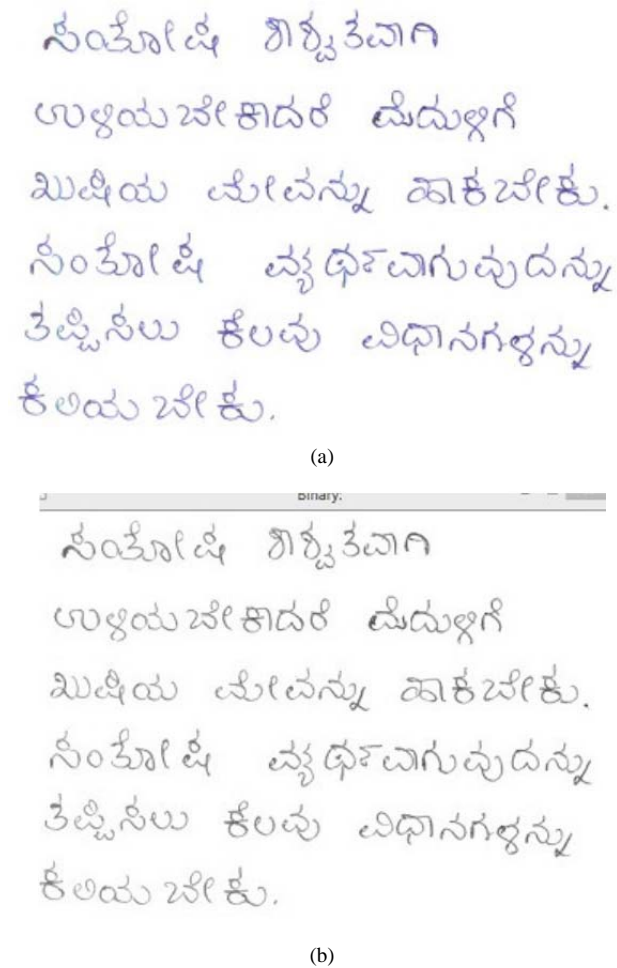 ಸಂತೋಷ ಶಾಶ್ವತವಾಗಿ
ಉಳಿಯಬೇಕಾದರೆ ಮೆದುಳ್ಳಿಗೆ
ಖುಷಿಯ ಮೇವನ್ನು ಹಾಕಬೇಕು.
ಸಂತೋಷ ವ್ಯರ್ಥವಾಗುವುದನ್ನು
ತಪ್ಪಿಸಲು ಕೆಲವು ವಿಧಾನಗಳನ್ನು
ಕಲಿಯಬೇಕು.
(a)
Binary:
ಸಂತೋಷ ಶಾಶ್ವತವಾಗಿ
ಉಳಿಯಬೇಕಾದರೆ ಮೆದುಳ್ಳಿಗೆ
ಖುಷಿಯ ಮೇವನ್ನು ಹಾಕಬೇಕು.
ಸಂತೋಷ ವ್ಯರ್ಥವಾಗುವುದನ್ನು
ತಪ್ಪಿಸಲು ಕೆಲವು ವಿಧಾನಗಳನ್ನು
ಕಲಿಯಬೇಕು.
(b)